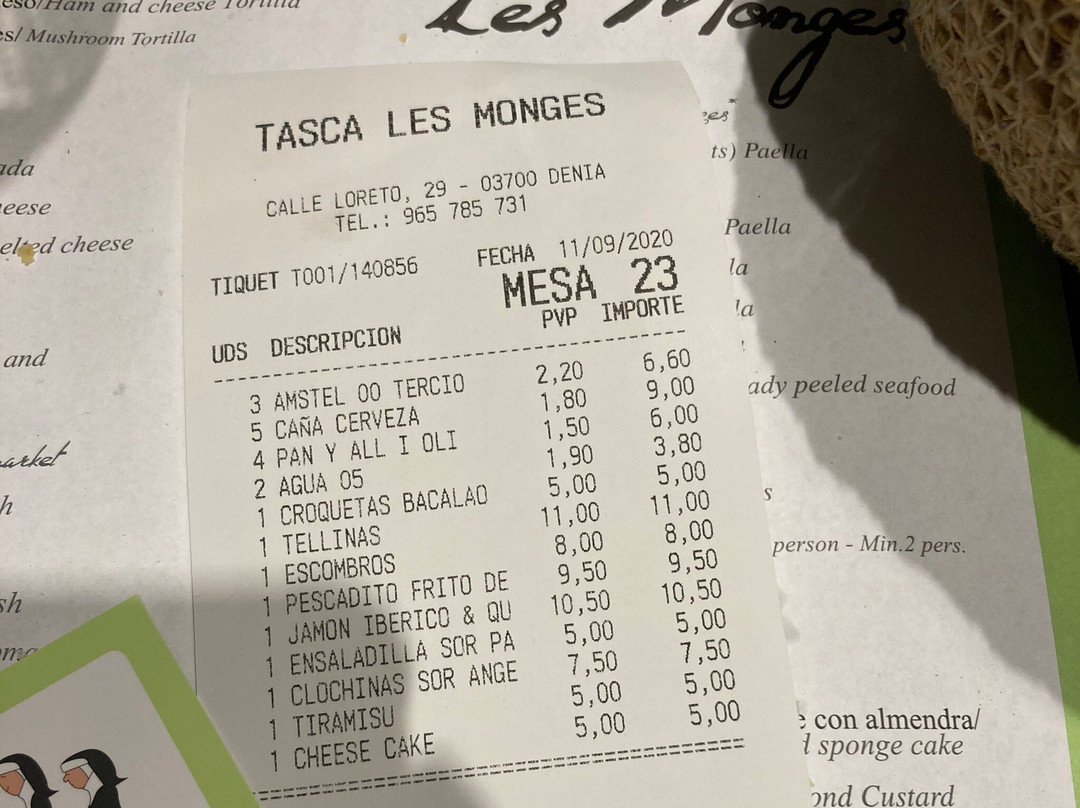 eso/Ham and cheese Tortilla
es/ Mushroom Tortilla
Les Monges
TASCA LES MONGES
CALLE LORETO, 29 - 03700 DENIA
TEL.: 965 785 731
TIQUET T001/140856 FECHA 11/09/2020
MESA 23
UDS DESCRIPCION PVP IMPORTE
3 AMSTEL 00 TERCIO 2,20 6,60
5 CAÑA CERVEZA 1,80 9,00
4 PAN Y ALL I OLI 1,50 6,00
2 AGUA 05 1,90 3,80
1 CROQUETAS BACALAO 5,00 5,00
1 TELLINAS 11,00 11,00
1 ESCOMBROS 8,00 8,00
1 PESCADITO FRITO DE 9,50 9,50
1 JAMON IBERICO & QU 10,50 10,50
1 ENSALADILLA SOR PA 5,00 5,00
1 CLOCHINAS SOR ANGE 7,50 7,50
1 TIRAMISU 5,00 5,00
1 CHEESE CAKE 5,00 5,00
ada
eese
elted cheese
and
arket
h
sh
ts) Paella
Paella
la
la
ady peeled seafood
s
person - Min.2 pers.
e con almendra/
l sponge cake
ond Custard